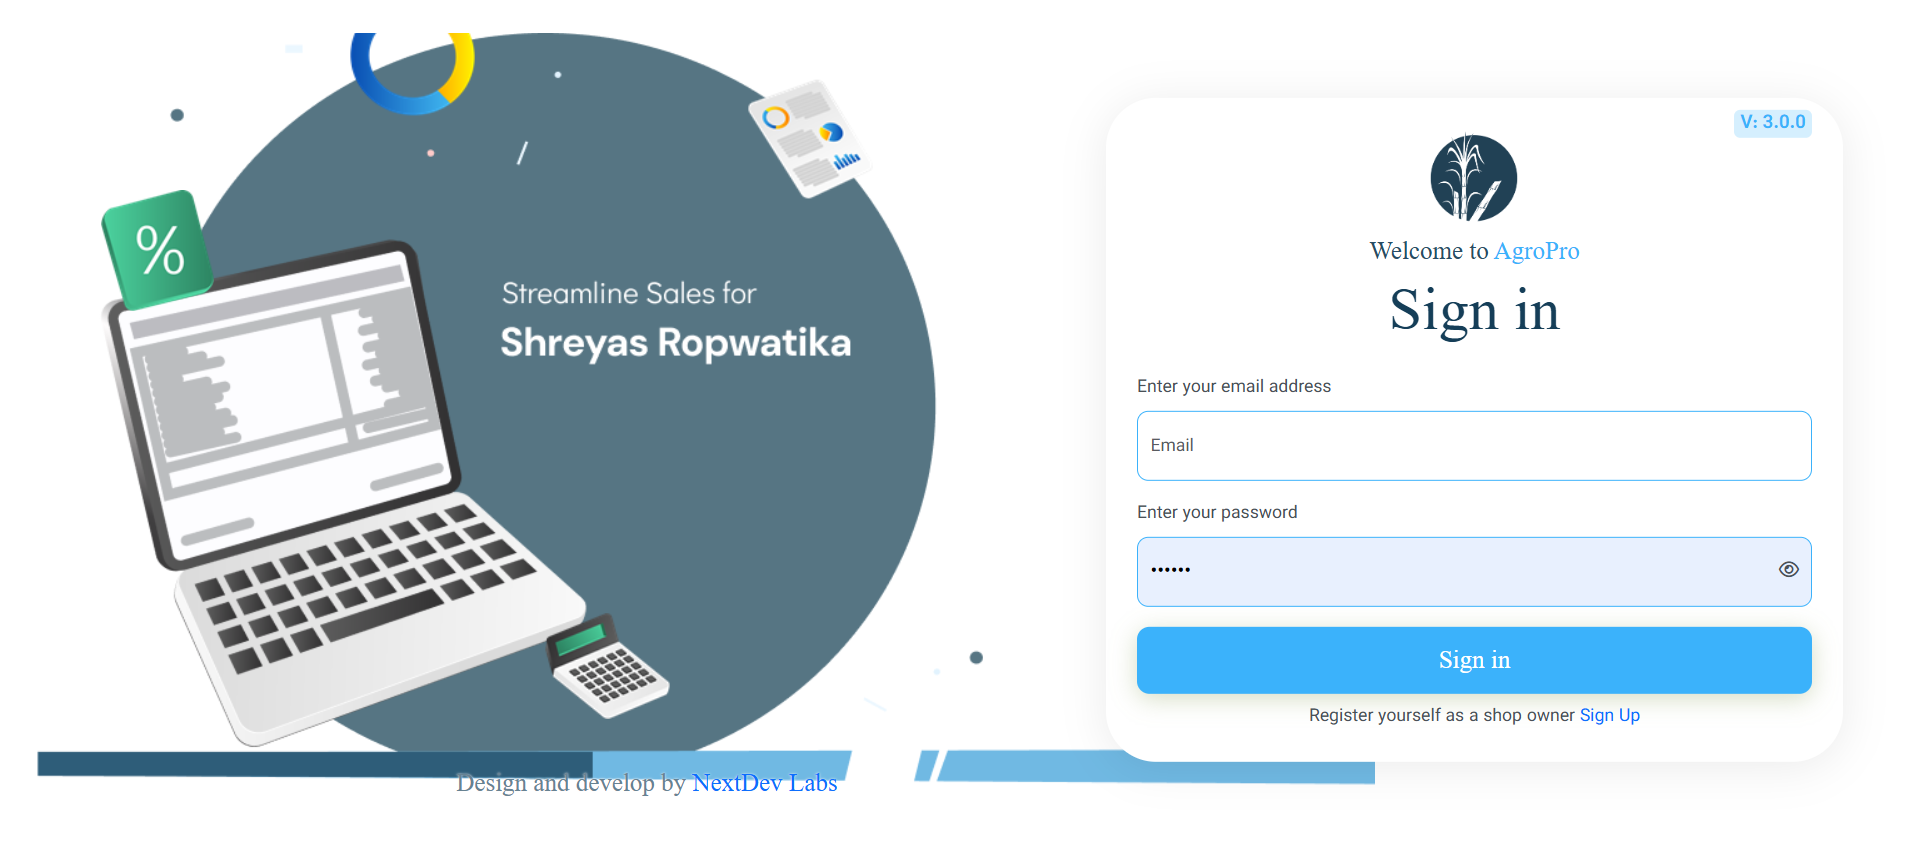 %
Streamline Sales for
Shreyas Ropwatika
Design and develop by NextDev Labs
V: 3.0.0
Welcome to AgroPro
Sign in
Enter your email address
Email
Enter your password
••••••
Sign in
Register yourself as a shop owner Sign Up